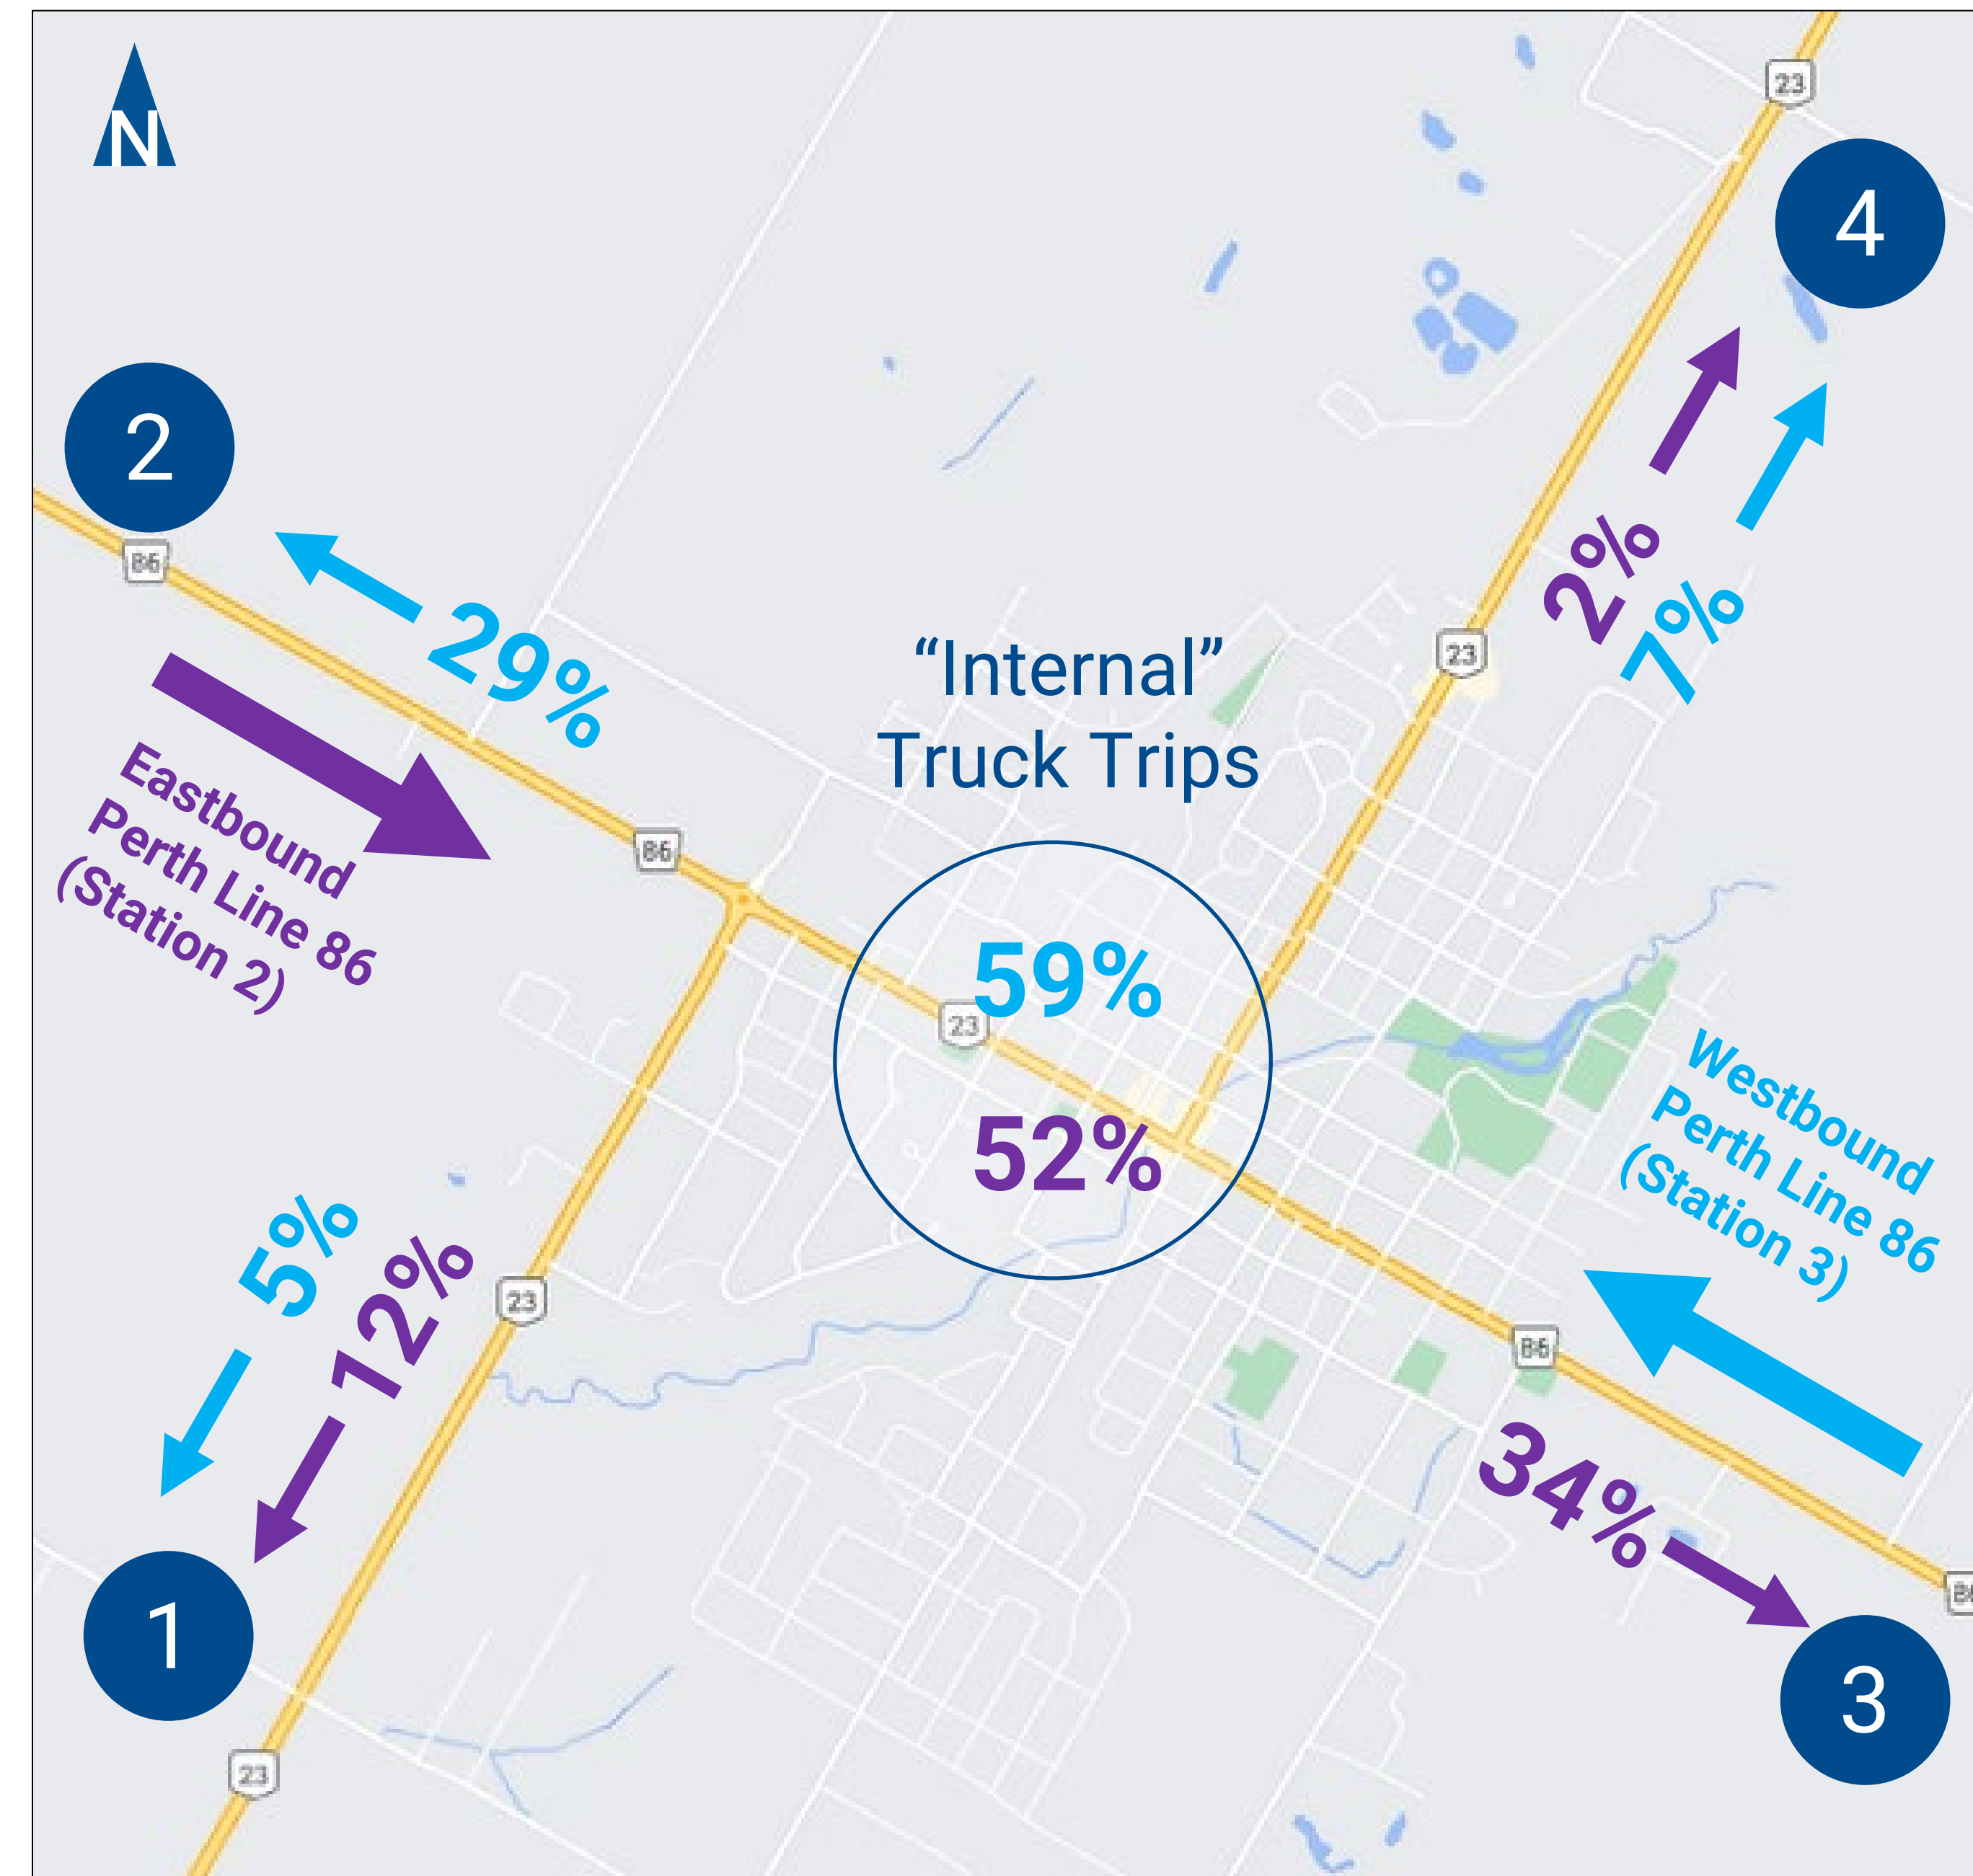 N
23
4
2
86
29%
2%
7%
23
“Internal”
Truck Trips
Eastbound
Perth Line 86
(Station 2)
86
59%
23
52%
Westbound
Perth Line 86
(Station 3)
5%
12%
23
86
34%
86
1
3
23